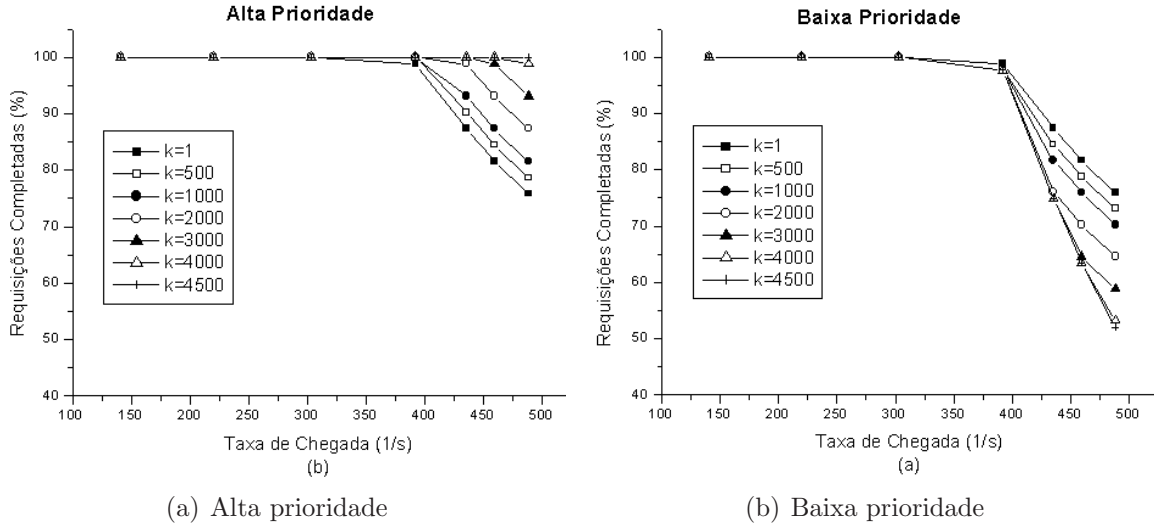 Alta Prioridade
Requisições Completadas (%)
100
90
80
70
60
50
40
k=1
k=500
k=1000
k=2000
k=3000
k=4000
k=4500
100 150 200 250 300 350 400 450 500
Taxa de Chegada (1/s)
(b)
(a) Alta prioridade
Baixa Prioridade
Requisições Completadas (%)
100
90
80
70
60
50
40
k=1
k=500
k=1000
k=2000
k=3000
k=4000
k=4500
100 150 200 250 300 350 400 450 500
Taxa de Chegada (1/s)
(a)
(b) Baixa prioridade